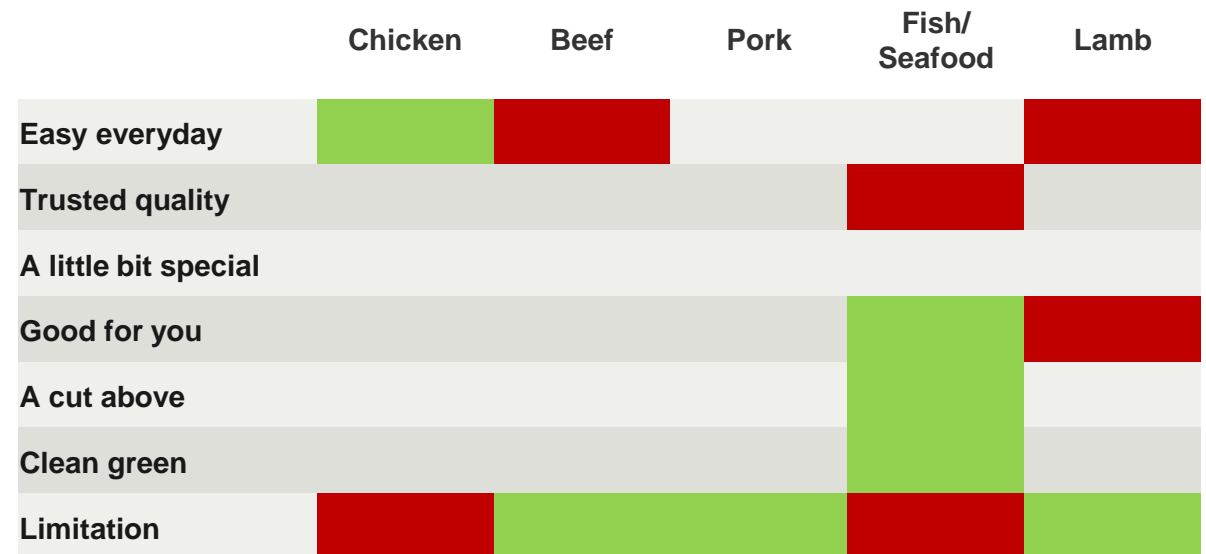 Chicken Beef Pork Fish/ Seafood Lamb
Easy everyday
Trusted quality
A little bit special
Good for you
A cut above
Clean green
Limitation